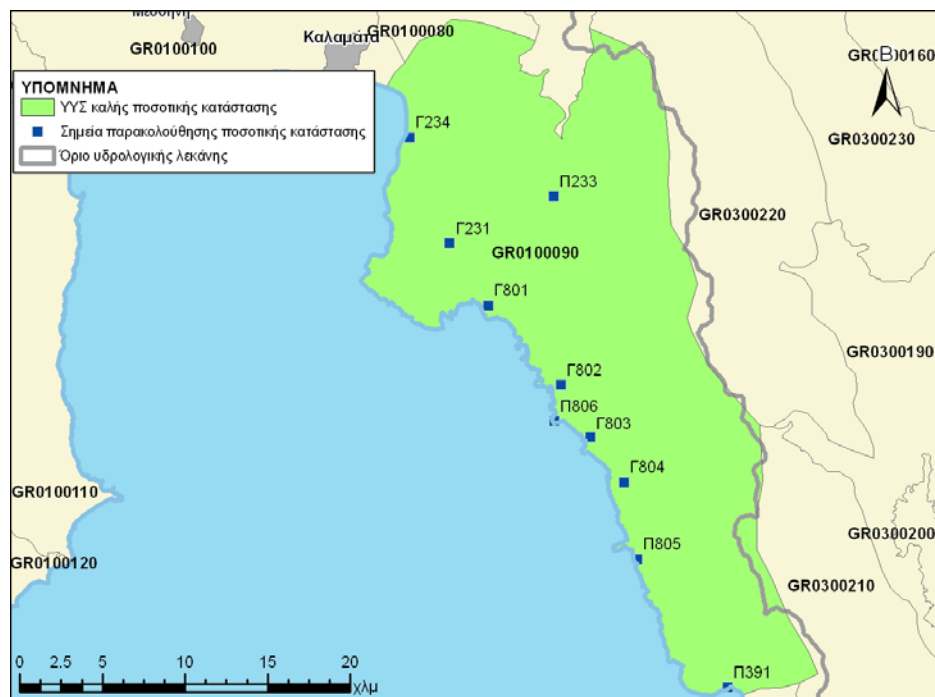 Μεσσήνη
GR0100100
Καλαμάτα
GR0100080
GR0300160
Β
ΥΠΟΜΝΗΜΑ
ΥΥΣ καλής ποσοτικής κατάστασης
Σημεία παρακολούθησης ποσοτικής κατάστασης
Όριο υδρολογικής λεκάνης
Γ234
GR0300230
Π233
GR0300220
Γ231
GR0100090
Γ801
GR0300190
Γ802
Π806
Γ803
Γ804
GR0100110
GR0300200
Π805
GR0100120
GR0300210
Π391
0 2.5 5 10 15 20
χλμ